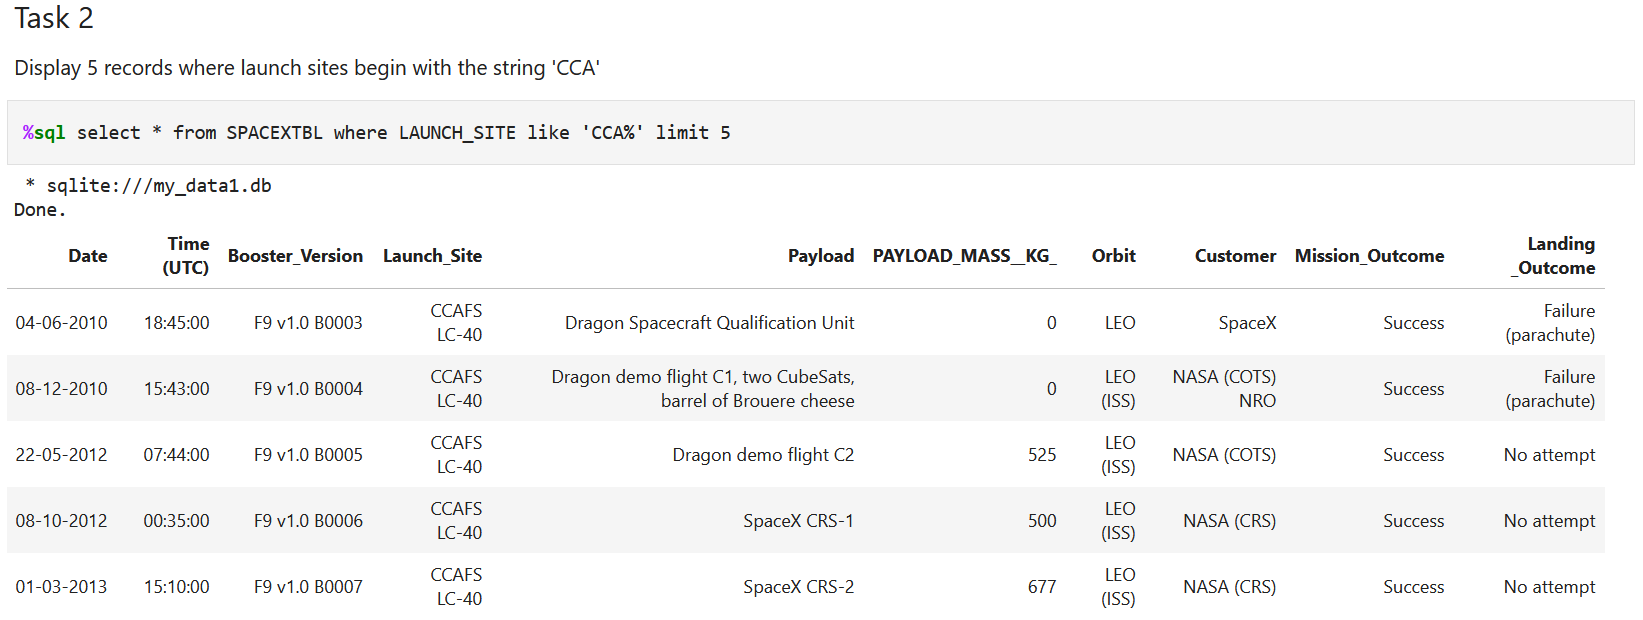 Task 2
Display 5 records where launch sites begin with the string 'CCA'
%sql select * from SPACEXTBL where LAUNCH_SITE like 'CCA%' limit 5
* sqlite:///my_data1.db
Done.
Date Time (UTC) Booster_Version Launch_Site Payload PAYLOAD_MASS__KG_ Orbit Customer Mission_Outcome Landing _Outcome
04-06-2010 18:45:00 F9 v1.0 B0003 CCAFS LC-40 Dragon Spacecraft Qualification Unit 0 LEO SpaceX Success Failure (parachute)
08-12-2010 15:43:00 F9 v1.0 B0004 CCAFS LC-40 Dragon demo flight C1, two CubeSats, barrel of Brouere cheese 0 LEO (ISS) NASA (COTS) NRO Success Failure (parachute)
22-05-2012 07:44:00 F9 v1.0 B0005 CCAFS LC-40 Dragon demo flight C2 525 LEO (ISS) NASA (COTS) Success No attempt
08-10-2012 00:35:00 F9 v1.0 B0006 CCAFS LC-40 SpaceX CRS-1 500 LEO (ISS) NASA (CRS) Success No attempt
01-03-2013 15:10:00 F9 v1.0 B0007 CCAFS LC-40 SpaceX CRS-2 677 LEO (ISS) NASA (CRS) Success No attempt